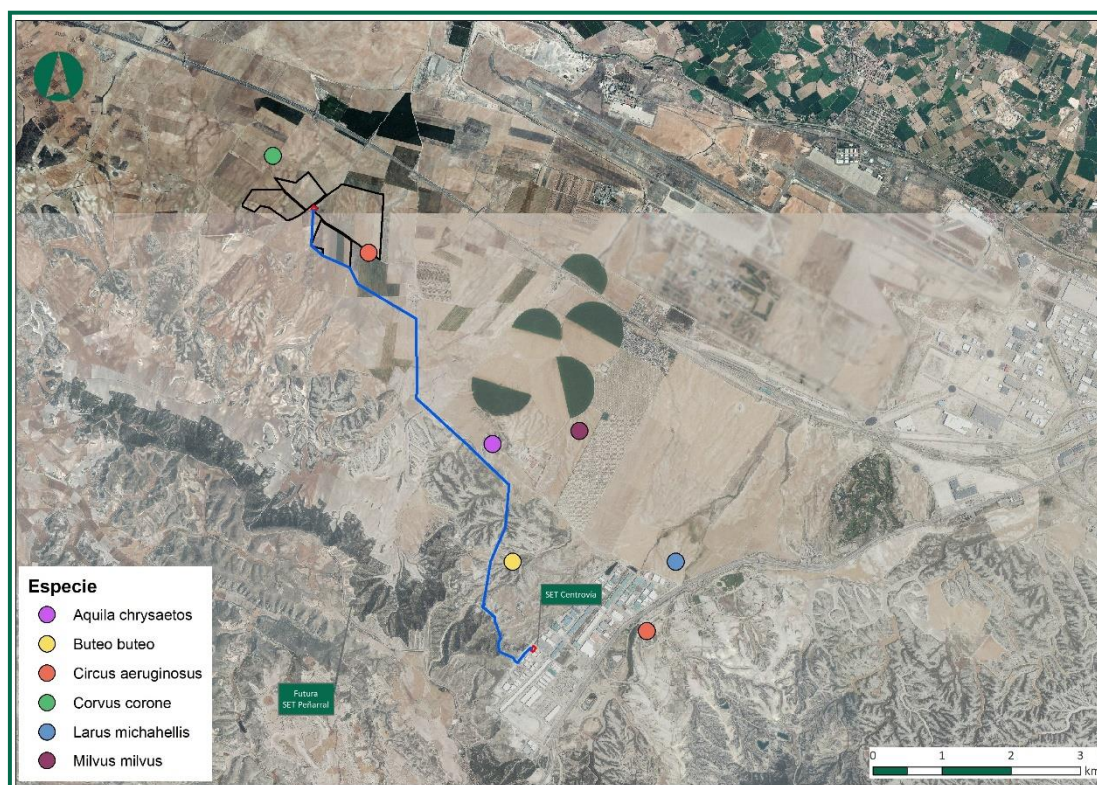 SET Centrovia
Futura
SET Peñarral
Especie
Aquila chrysaetos
Buteo buteo
Circus aeruginosus
Corvus corone
Larus michahellis
Milvus milvus
0 1 2 3
km